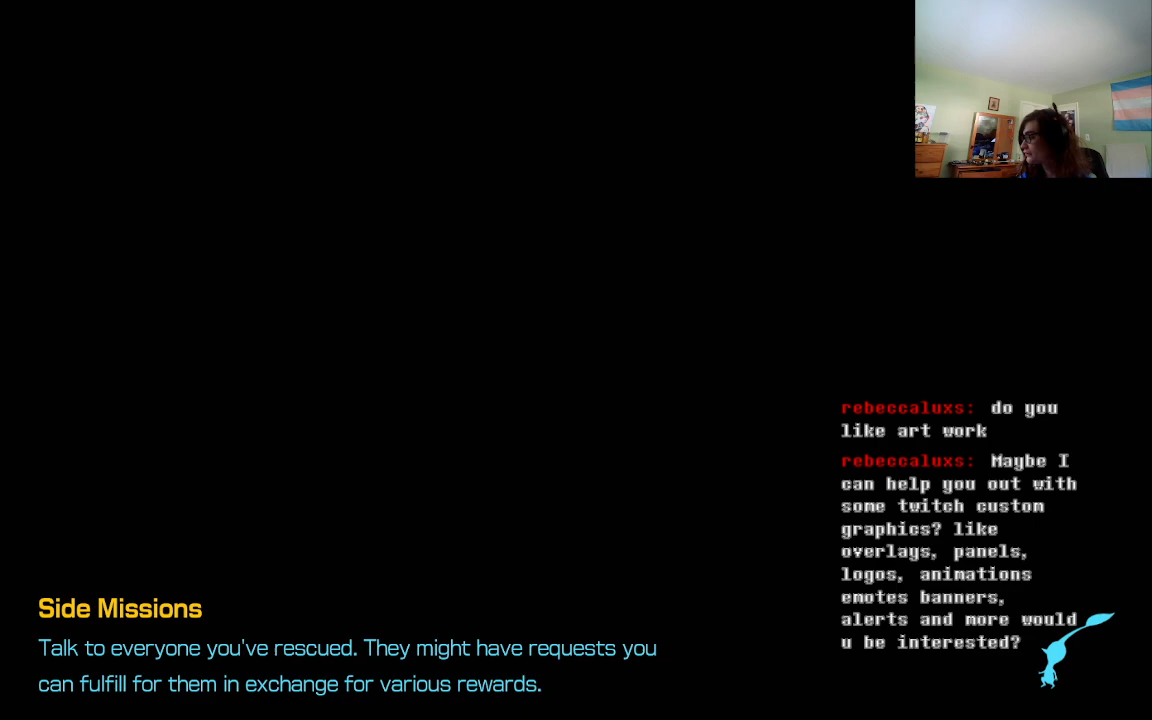 rebeccaluxs: do you
like art work
rebeccaluxs: Maybe I
can help you out with
some twitch custom
graphics? like
overlays, panels,
logos, animations
emotes banners,
alerts and more would
u be interested?
Side Missions
Talk to everyone you've rescued. They might have requests you
can fulfill for them in exchange for various rewards.